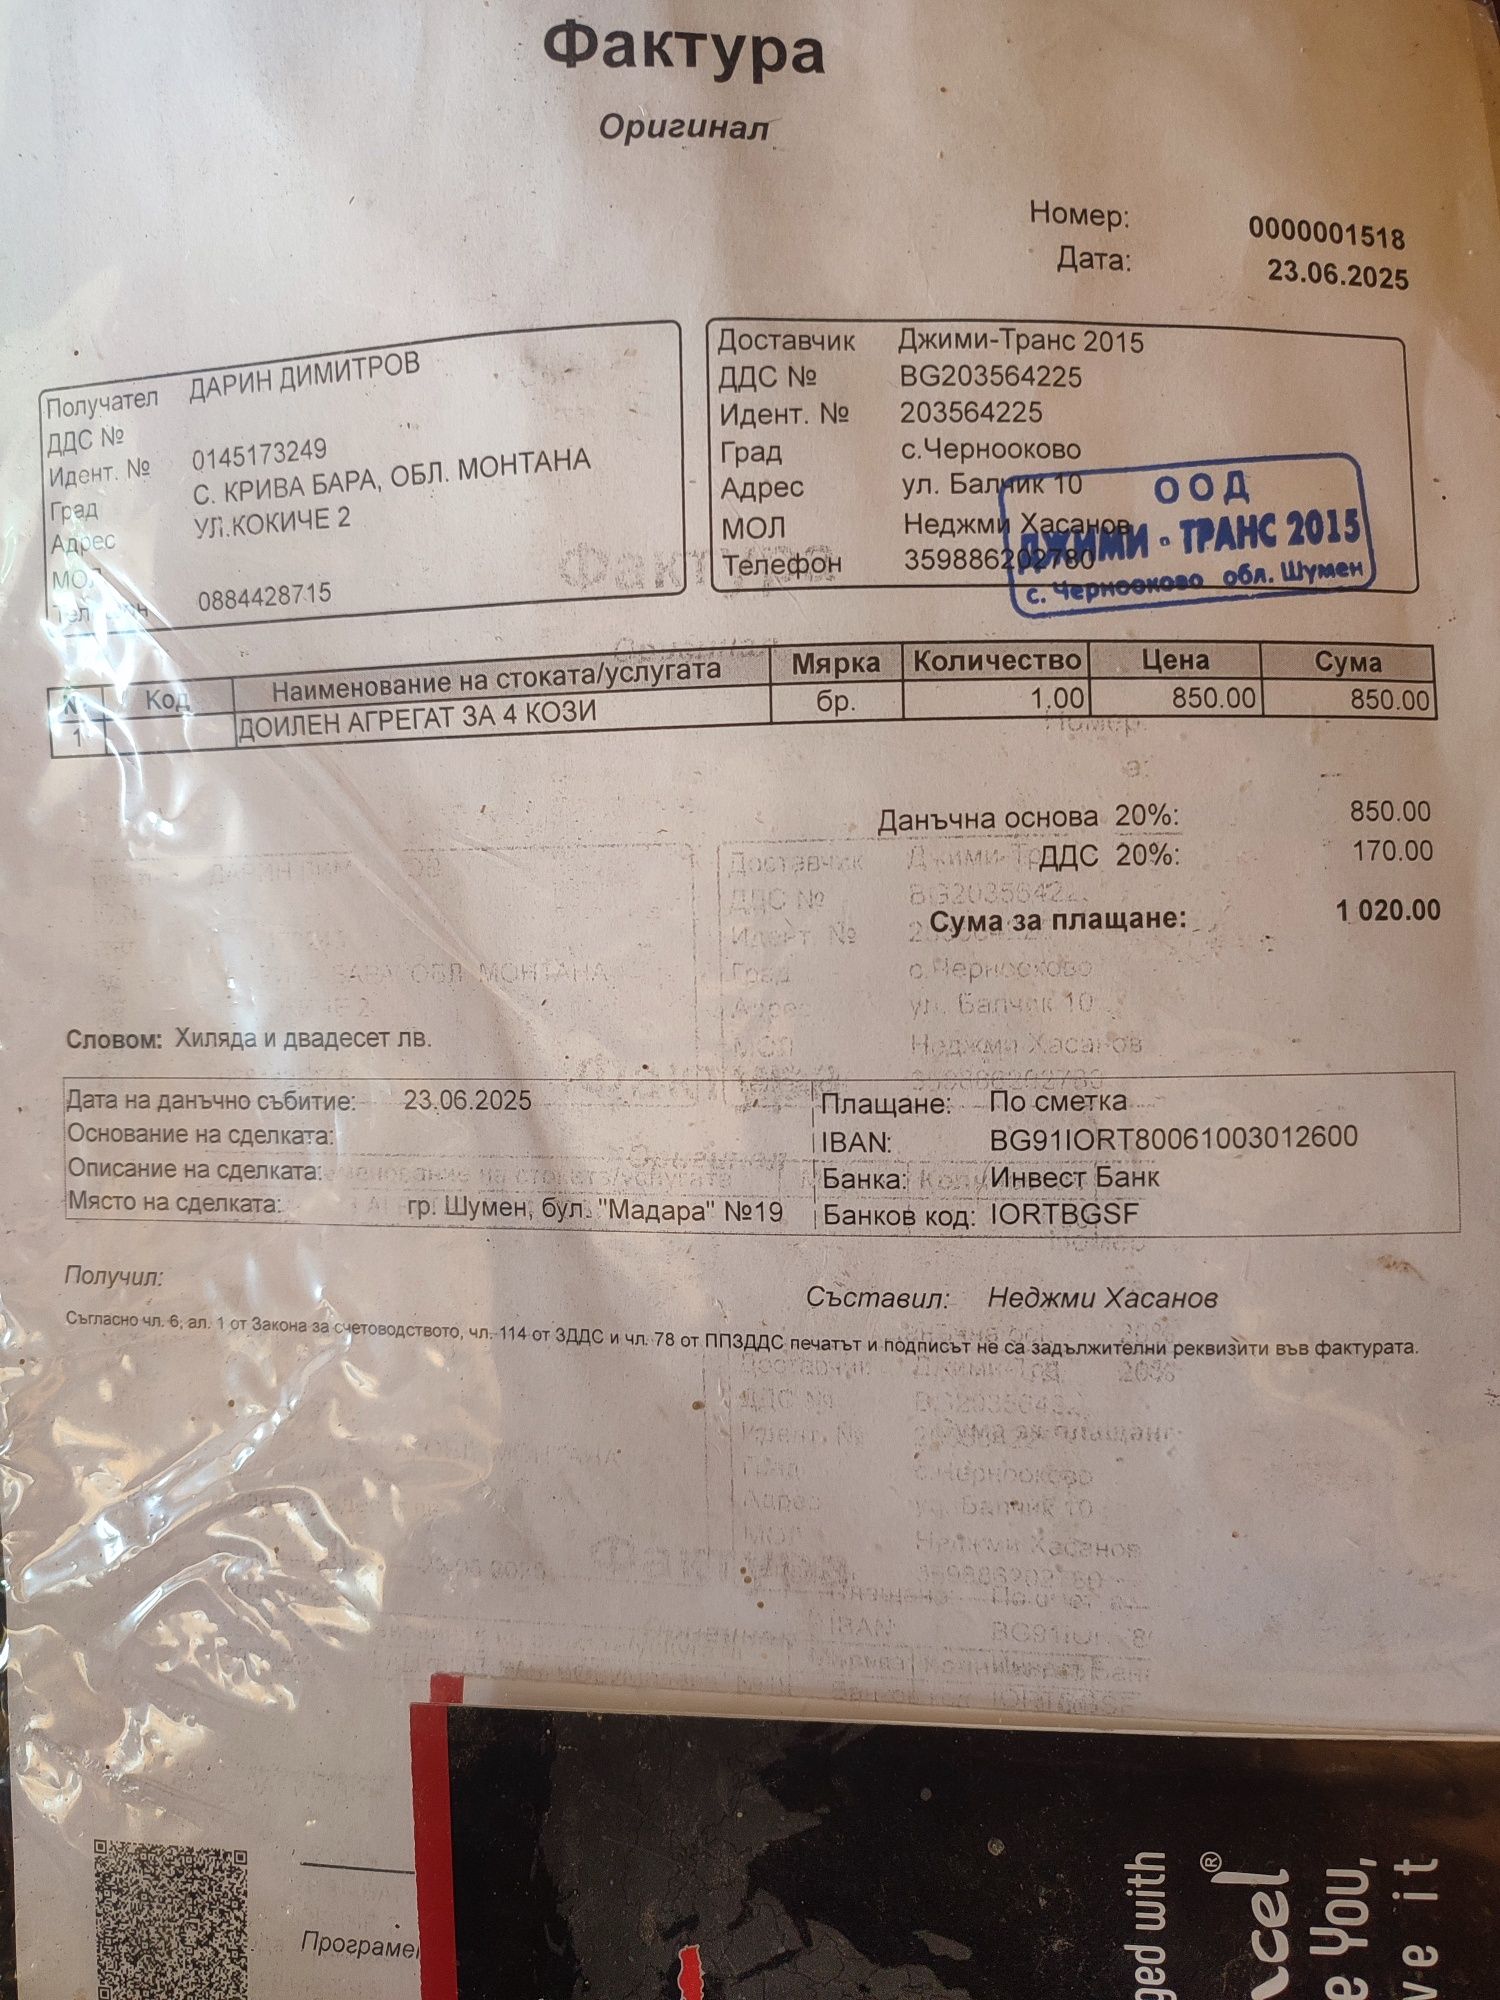 Фактура
Оригинал
Номер: 0000001518
Дата: 23.06.2025
Получател ДАРИН ДИМИТРОВ
ДДС №
Идент. № 0145173249
Град С. КРИВА БАРА, ОБЛ. МОНТАНА
Адрес УЛ.КОКИЧЕ 2
МОЛ
0884428715
Доставчик Джими-Транс 2015
ДДС № BG203564225
Идент. № 203564225
Град с.Чернооково
Адрес ул. Балчик 10
МОЛ Неджми Хасанов
Телефон 359886202780
ООД
ДЖИМИ - ТРАНС 2015
с. Чернооково обл. Шумен
№ Код Наименование на стоката/услугата Мярка Количество Цена Сума
1 ДОИЛЕН АГРЕГАТ ЗА 4 КОЗИ бр. 1.00 850.00 850.00
Данъчна основа 20%: 850.00
ДДС 20%: 170.00
Сума за плащане: 1 020.00
Словом: Хиляда и двадесет лв.
Дата на данъчно събитие: 23.06.2025
Основание на сделката:
Описание на сделката:
Място на сделката: гр. Шумен, бул. "Мадара" №19
Плащане: По сметка
IBAN: BG91IORT80061003012600
Банка: Инвест Банк
Банков код: IORTBGSF
Получил:
Съставил: Неджми Хасанов
Съгласно чл. 6, ал. 1 от Закона за счетоводството, чл. 114 от ЗДДС и чл. 78 от ППЗДДС печатът и подписът не са задължителни реквизити във фактурата.
with
You,
it